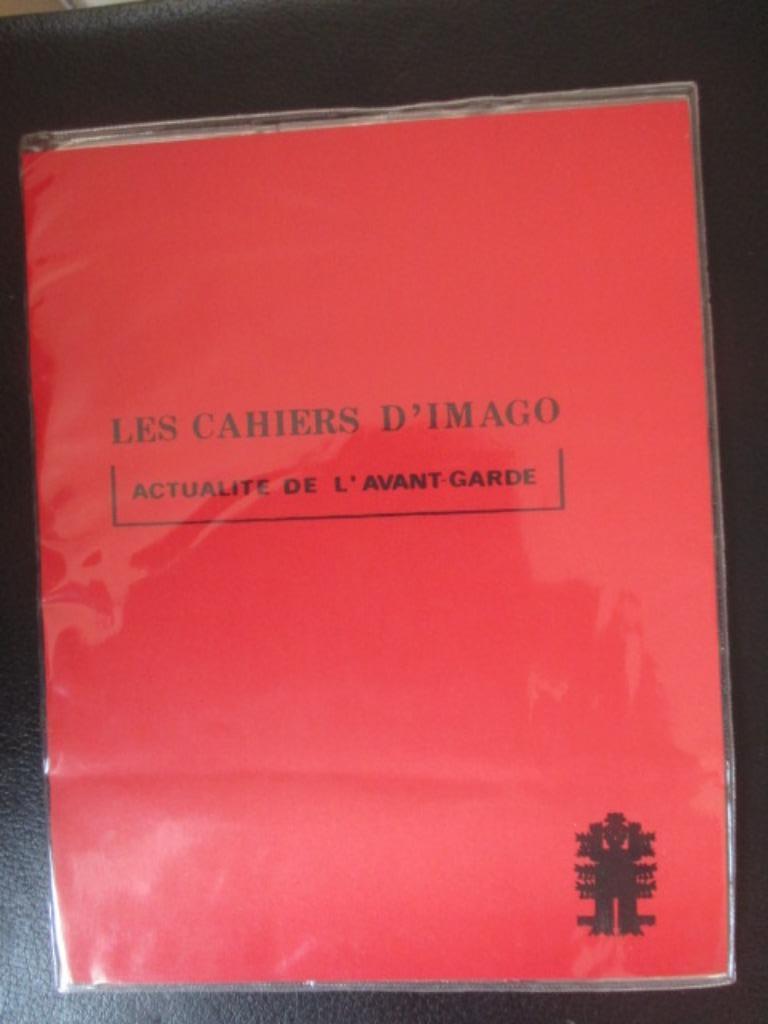 LES CAHIERS D'IMAGO
ACTUALITE DE L'AVANT-GARDE